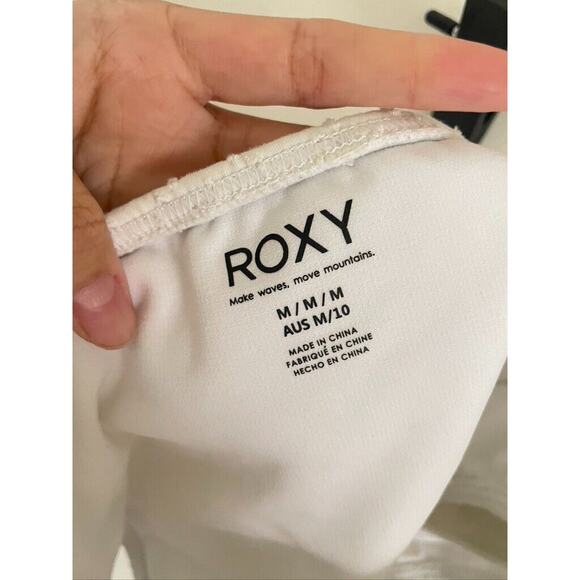 ROXY
Make waves, move mountains.
M / M / M
AUS M/10
MADE IN CHINA
FABRIQUÉ EN CHINE
HECHO EN CHINA